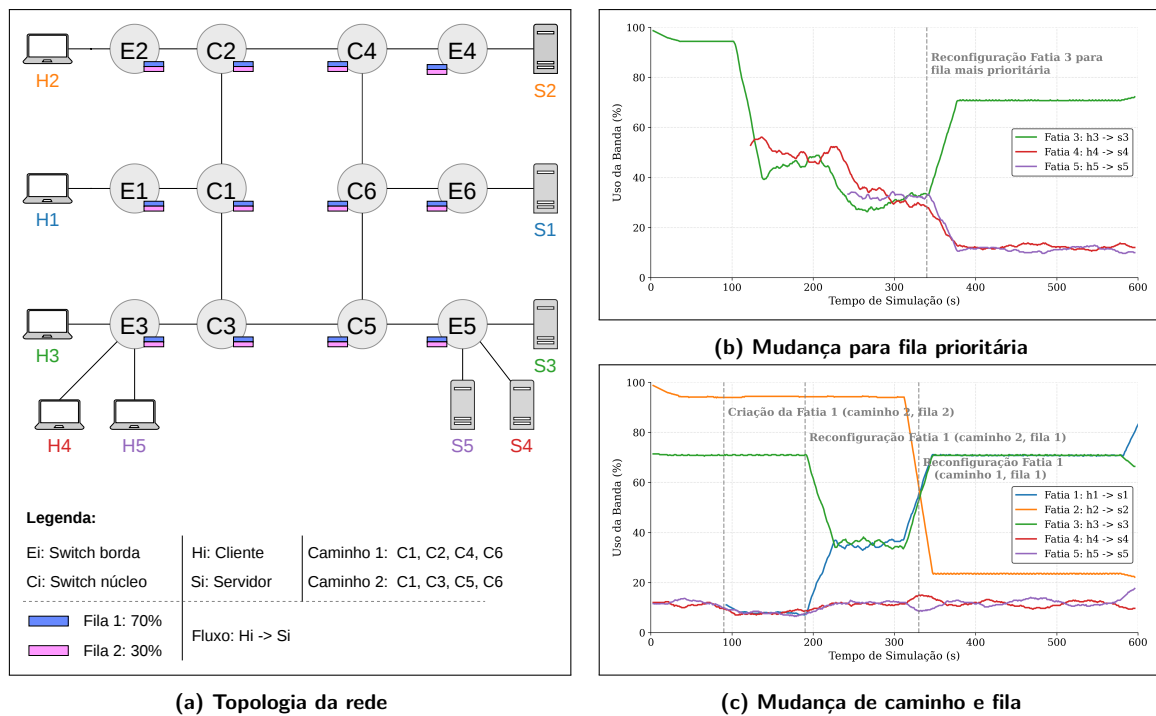 E2
C2
C4
E4
H2
S2
E1
C1
C6
E6
H1
S1
E3
C3
C5
E5
H3
S3
H4
H5
S5
S4
Legenda:
Ei: Switch borda
Hi: Cliente
Caminho 1: C1, C2, C4, C6
Ci: Switch núcleo
Si: Servidor
Caminho 2: C1, C3, C5, C6
Fila 1: 70%
Fluxo: Hi -> Si
Fila 2: 30%
(a) Topologia da rede
100
80
60
40
20
0
Uso da Banda (%)
Reconfiguração Fatia 3 para
fila mais prioritária
Fatia 3: h3 -> s3
Fatia 4: h4 -> s4
Fatia 5: h5 -> s5
0 100 200 300 400 500 600
Tempo de Simulação (s)
(b) Mudança para fila prioritária
100
80
60
40
20
0
Uso da Banda (%)
Criação da Fatia 1 (caminho 2, fila 2)
Reconfiguração Fatia 1 (caminho 2, fila 1)
Reconfiguração Fatia 1
(caminho 1, fila 1)
Fatia 1: h1 -> s1
Fatia 2: h2 -> s2
Fatia 3: h3 -> s3
Fatia 4: h4 -> s4
Fatia 5: h5 -> s5
0 100 200 300 400 500 600
Tempo de Simulação (s)
(c) Mudança de caminho e fila